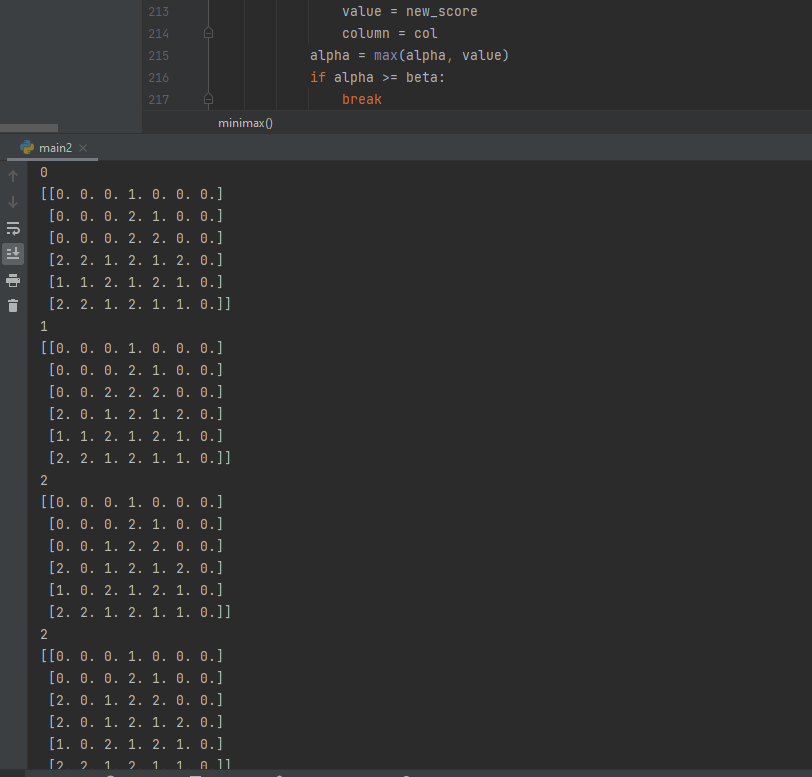 213 value = new_score
214 column = col
215 alpha = max(alpha, value)
216 if alpha >= beta:
217 break
minimax()
main2
0
[[0. 0. 0. 1. 0. 0. 0.]
[0. 0. 0. 2. 1. 0. 0.]
[0. 0. 0. 2. 2. 0. 0.]
[2. 2. 1. 2. 1. 2. 0.]
[1. 1. 2. 1. 2. 1. 0.]
[2. 2. 1. 2. 1. 1. 0.]]
1
[[0. 0. 0. 1. 0. 0. 0.]
[0. 0. 0. 2. 1. 0. 0.]
[0. 0. 2. 2. 2. 0. 0.]
[2. 0. 1. 2. 1. 2. 0.]
[1. 1. 2. 1. 2. 1. 0.]
[2. 2. 1. 2. 1. 1. 0.]]
2
[[0. 0. 0. 1. 0. 0. 0.]
[0. 0. 0. 2. 1. 0. 0.]
[0. 0. 1. 2. 2. 0. 0.]
[2. 0. 1. 2. 1. 2. 0.]
[1. 0. 2. 1. 2. 1. 0.]
[2. 2. 1. 2. 1. 1. 0.]]
2
[[0. 0. 0. 1. 0. 0. 0.]
[0. 0. 0. 2. 1. 0. 0.]
[2. 0. 1. 2. 2. 0. 0.]
[2. 0. 1. 2. 1. 2. 0.]
[1. 0. 2. 1. 2. 1. 0.]
[2. 2. 1. 2. 1. 1. 0.]]